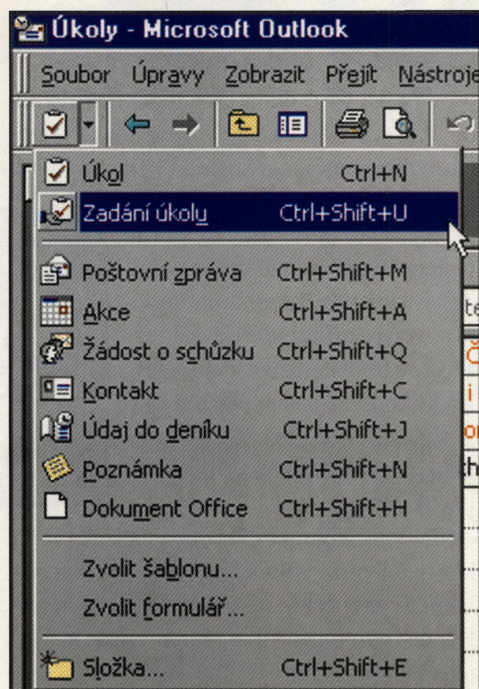 Úkoly - Microsoft Outlook
Soubor Úpravy Zobrazit Přejít Nástroje
Úkol Ctrl+N
Zadání úkolu Ctrl+Shift+U
Poštovní zpráva Ctrl+Shift+M
Akce Ctrl+Shift+A
Žádost o schůzku Ctrl+Shift+Q
Kontakt Ctrl+Shift+C
Údaj do deníku Ctrl+Shift+J
Poznámka Ctrl+Shift+N
Dokument Office Ctrl+Shift+H
Zvolit šablonu...
Zvolit formulář...
Složka... Ctrl+Shift+E